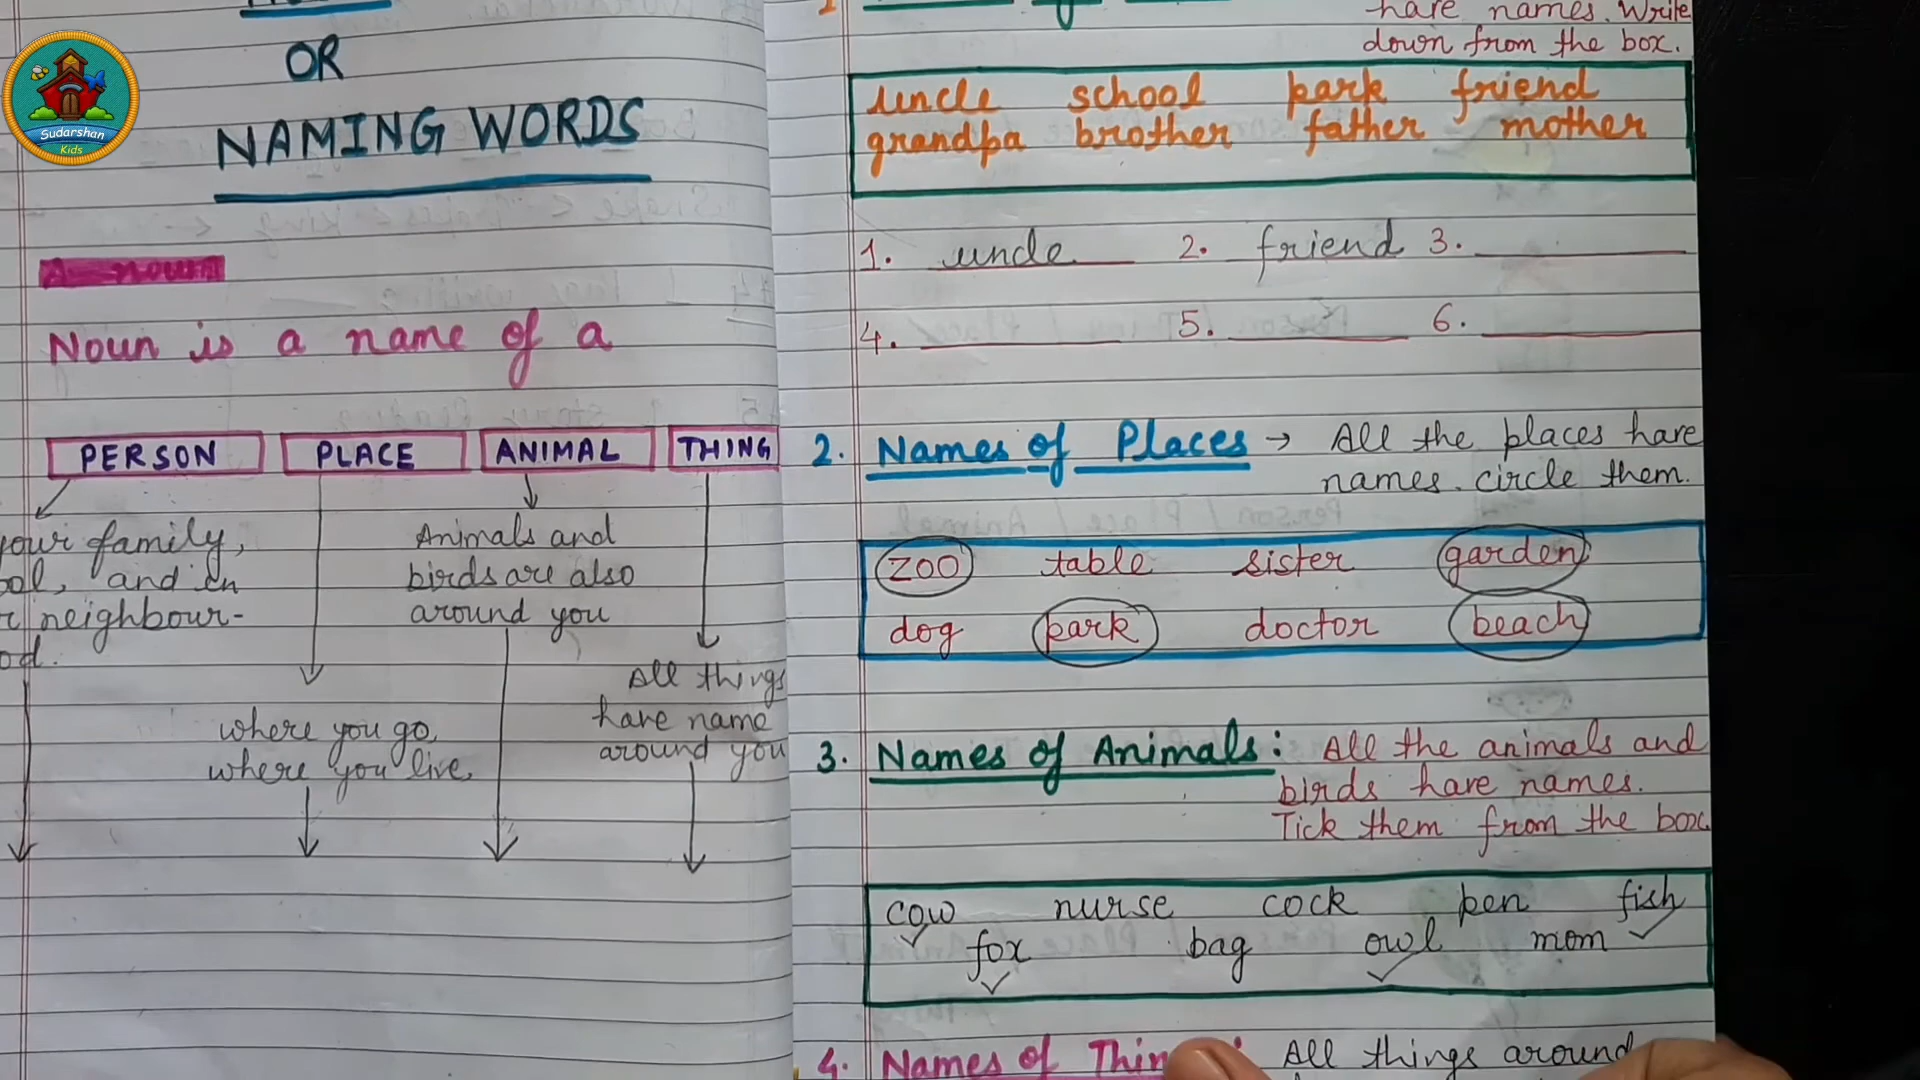 OR
NAMING WORDS
A noun
Noun is a name of a
PERSON PLACE ANIMAL THING
your family,
and in
neighbour-
Animals and
birds are also
around you
where you go,
where you live,
All things
have name
around you
have names. Write
down from the box.
uncle school park friend
grandpa brother father mother
1. uncle 2. friend 3.
4. 5. 6.
2. Names of Places → All the places have
names. circle them.
zoo table sister garden
dog park doctor beach
3. Names of Animals: All the animals and
birds have names.
Tick them from the box
cow nurse cock pen fish
fox bag owl mom
4. Names of Thin : All things around
Sudarshan
Kids